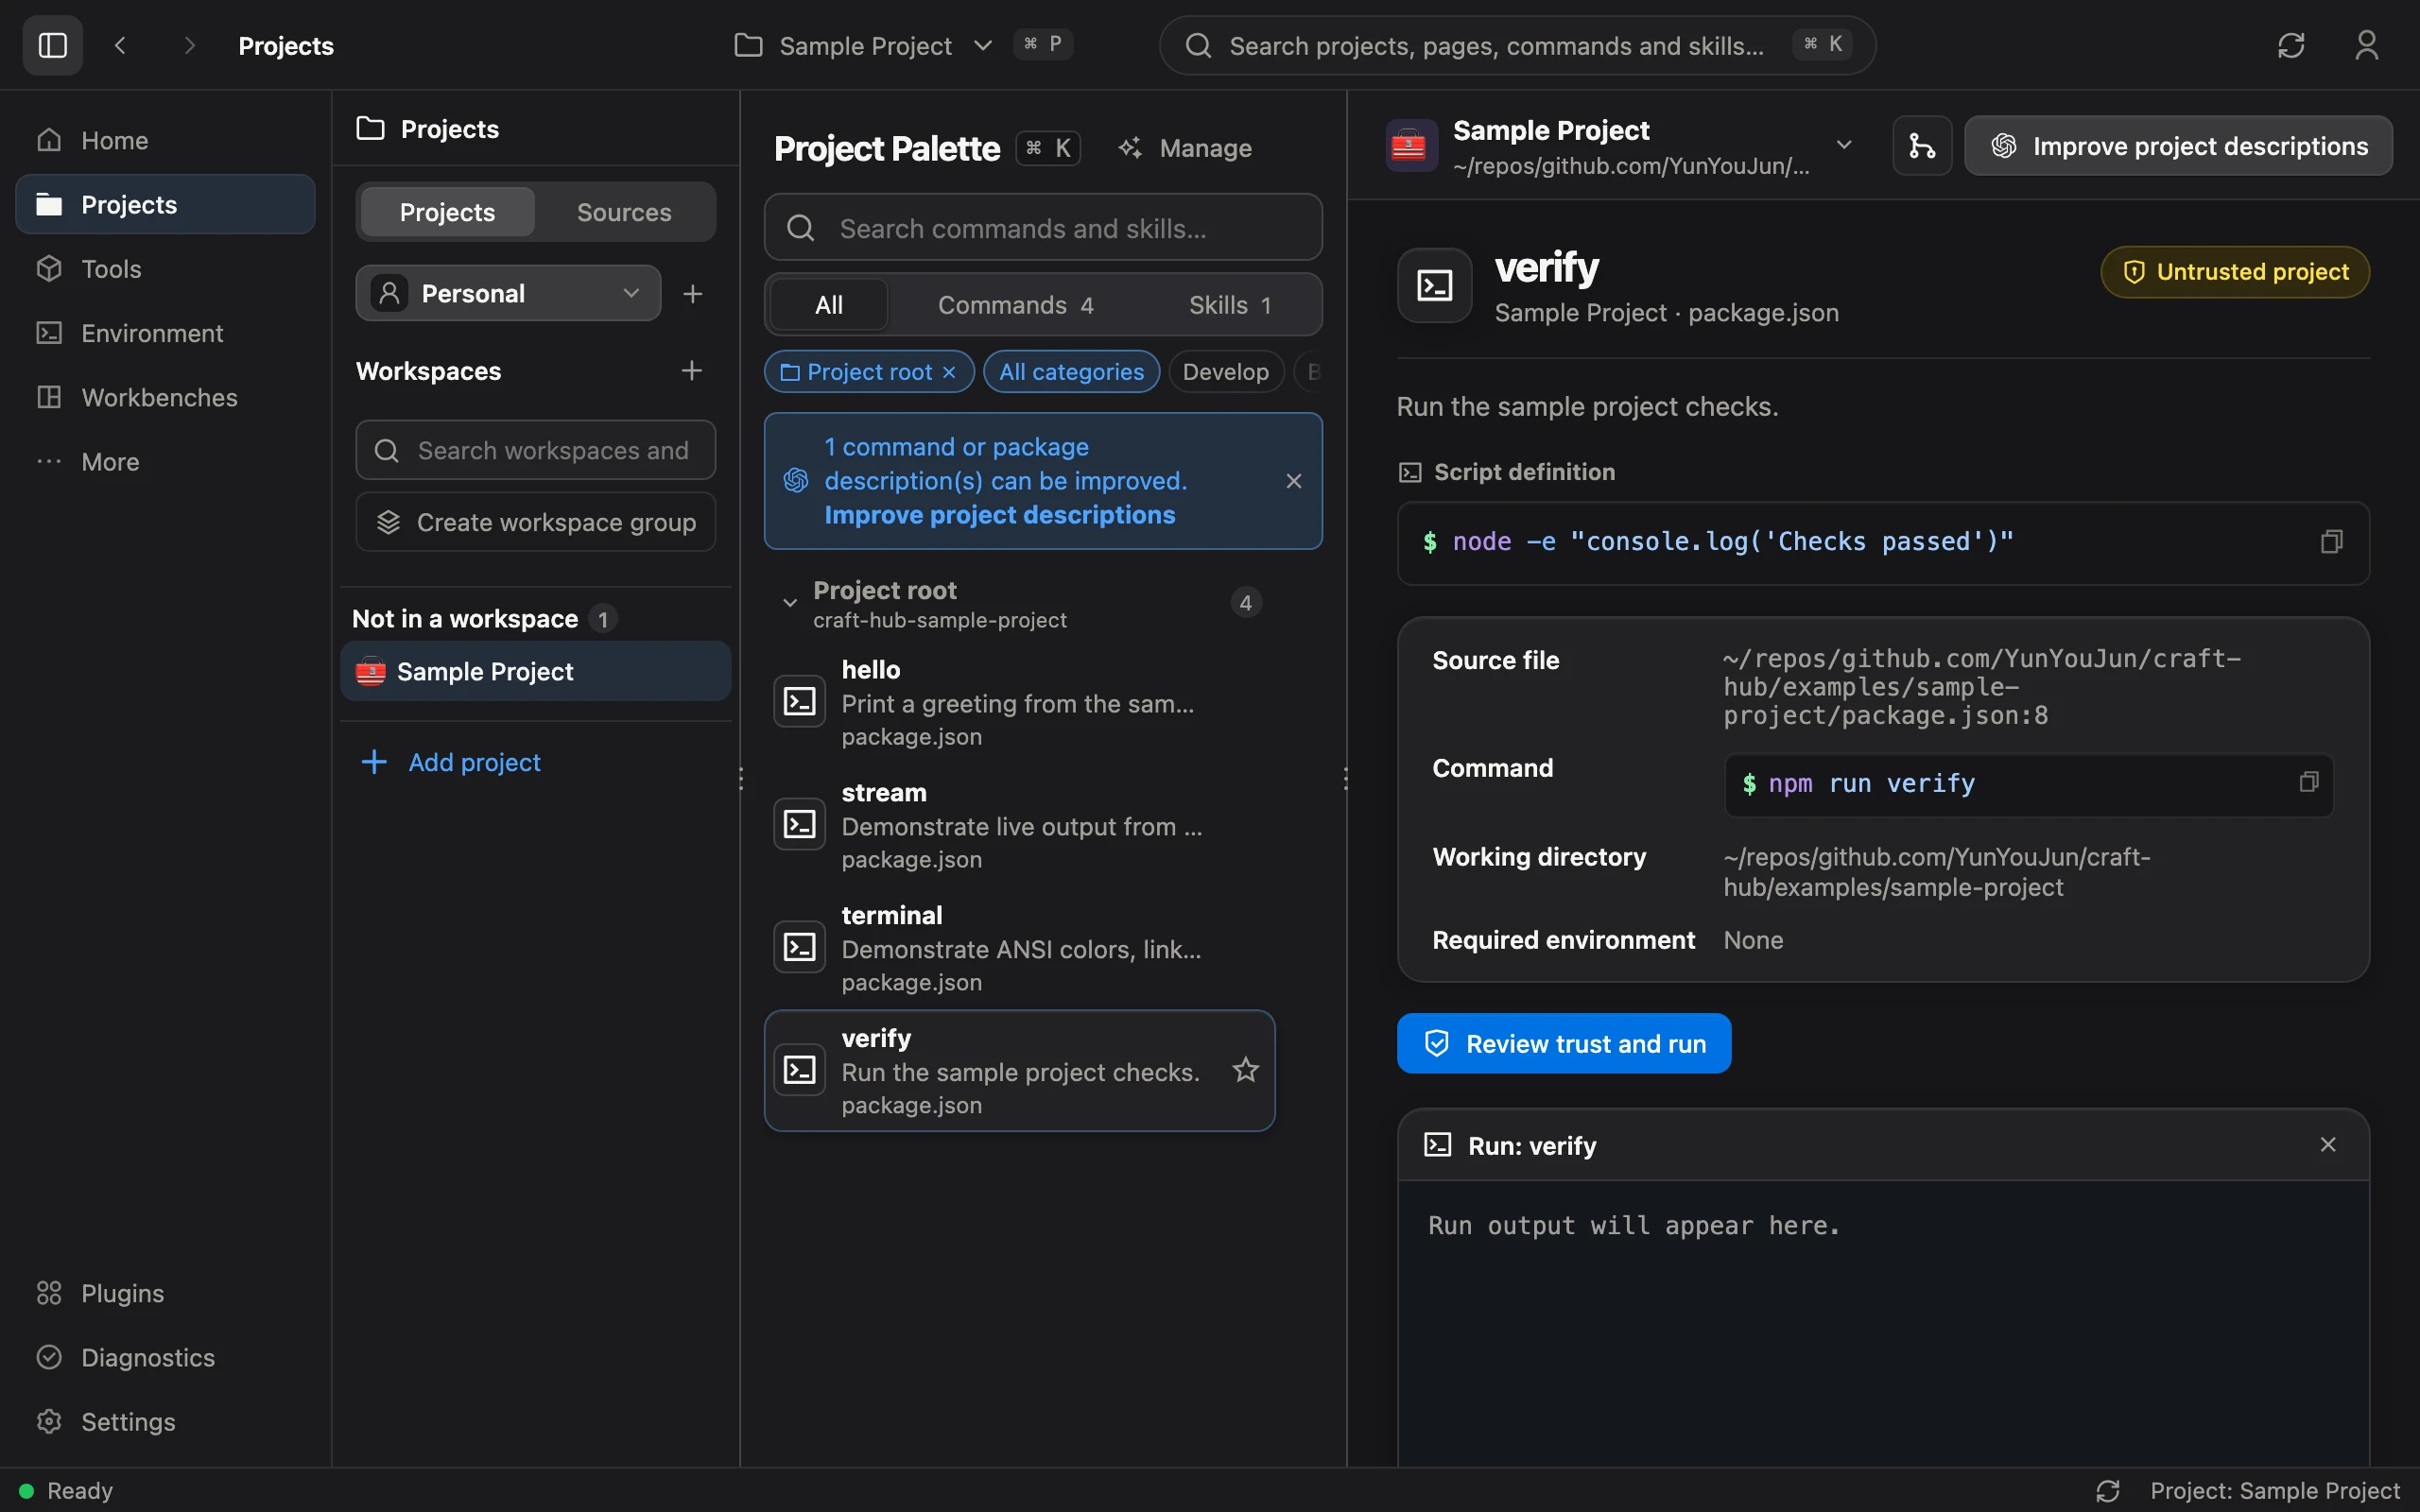 Projects
Sample Project ⌘ P
Search projects, pages, commands and skills... ⌘ K
Home
Projects
Tools
Environment
Workbenches
More
Plugins
Diagnostics
Settings
Projects
Projects Sources
Personal
Workspaces
Search workspaces and
Create workspace group
Not in a workspace 1
Sample Project
Add project
Project Palette ⌘ K Manage
Search commands and skills...
All Commands 4 Skills 1
Project root × All categories Develop
1 command or package
description(s) can be improved.
Improve project descriptions
Project root
craft-hub-sample-project
4
hello
Print a greeting from the sam...
package.json
stream
Demonstrate live output from ...
package.json
terminal
Demonstrate ANSI colors, link...
package.json
verify
Run the sample project checks.
package.json
Sample Project
~/repos/github.com/YunYouJun/...
Improve project descriptions
verify
Sample Project · package.json
Untrusted project
Run the sample project checks.
Script definition
$ node -e "console.log('Checks passed')"
Source file
~/repos/github.com/YunYouJun/craft-
hub/examples/sample-
project/package.json:8
Command
$ npm run verify
Working directory
~/repos/github.com/YunYouJun/craft-
hub/examples/sample-project
Required environment None
Review trust and run
Run: verify
Run output will appear here.
Ready
Project: Sample Project